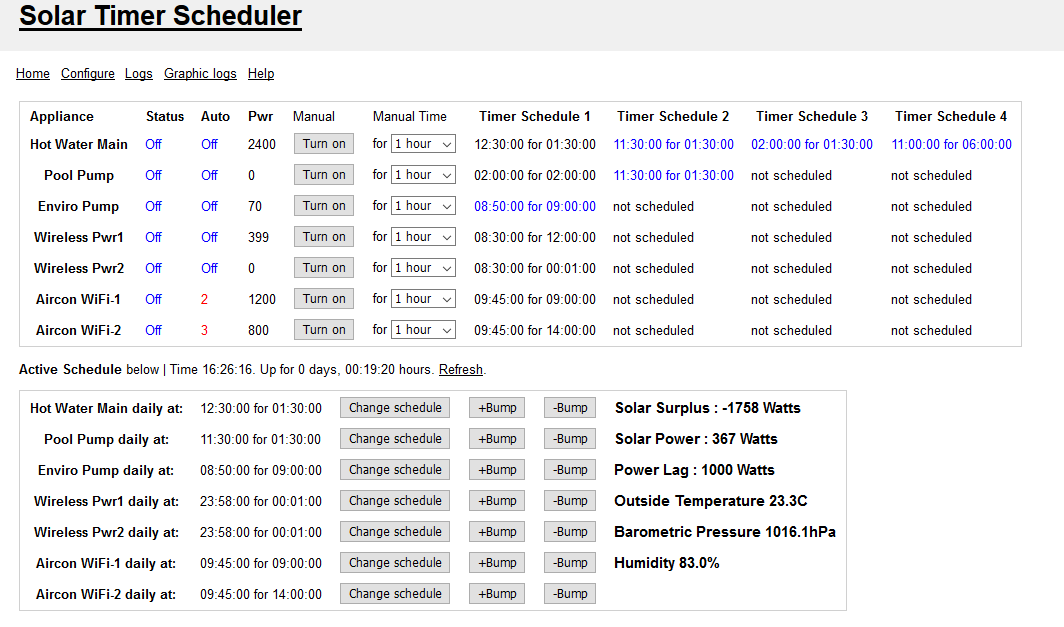 Solar Timer Scheduler
Home Configure Logs Graphic logs Help
Appliance Status Auto Pwr Manual Manual Time Timer Schedule 1 Timer Schedule 2 Timer Schedule 3 Timer Schedule 4
Hot Water Main Off Off 2400 Turn on for 1 hour 12:30:00 for 01:30:00 11:30:00 for 01:30:00 02:00:00 for 01:30:00 11:00:00 for 06:00:00
Pool Pump Off Off 0 Turn on for 1 hour 02:00:00 for 02:00:00 11:30:00 for 01:30:00 not scheduled not scheduled
Enviro Pump Off Off 70 Turn on for 1 hour 08:50:00 for 09:00:00 not scheduled not scheduled not scheduled
Wireless Pwr1 Off Off 399 Turn on for 1 hour 08:30:00 for 12:00:00 not scheduled not scheduled not scheduled
Wireless Pwr2 Off Off 0 Turn on for 1 hour 08:30:00 for 00:01:00 not scheduled not scheduled not scheduled
Aircon WiFi-1 Off 2 1200 Turn on for 1 hour 09:45:00 for 09:00:00 not scheduled not scheduled not scheduled
Aircon WiFi-2 Off 3 800 Turn on for 1 hour 09:45:00 for 14:00:00 not scheduled not scheduled not scheduled
Active Schedule below | Time 16:26:16. Up for 0 days, 00:19:20 hours. Refresh.
Hot Water Main daily at: 12:30:00 for 01:30:00 Change schedule +Bump -Bump Solar Surplus : -1758 Watts
Pool Pump daily at: 11:30:00 for 01:30:00 Change schedule +Bump -Bump Solar Power : 367 Watts
Enviro Pump daily at: 08:50:00 for 09:00:00 Change schedule +Bump -Bump Power Lag : 1000 Watts
Wireless Pwr1 daily at: 23:58:00 for 00:01:00 Change schedule +Bump -Bump Outside Temperature 23.3C
Wireless Pwr2 daily at: 23:58:00 for 00:01:00 Change schedule +Bump -Bump Barometric Pressure 1016.1hPa
Aircon WiFi-1 daily at: 09:45:00 for 09:00:00 Change schedule +Bump -Bump Humidity 83.0%
Aircon WiFi-2 daily at: 09:45:00 for 14:00:00 Change schedule +Bump -Bump